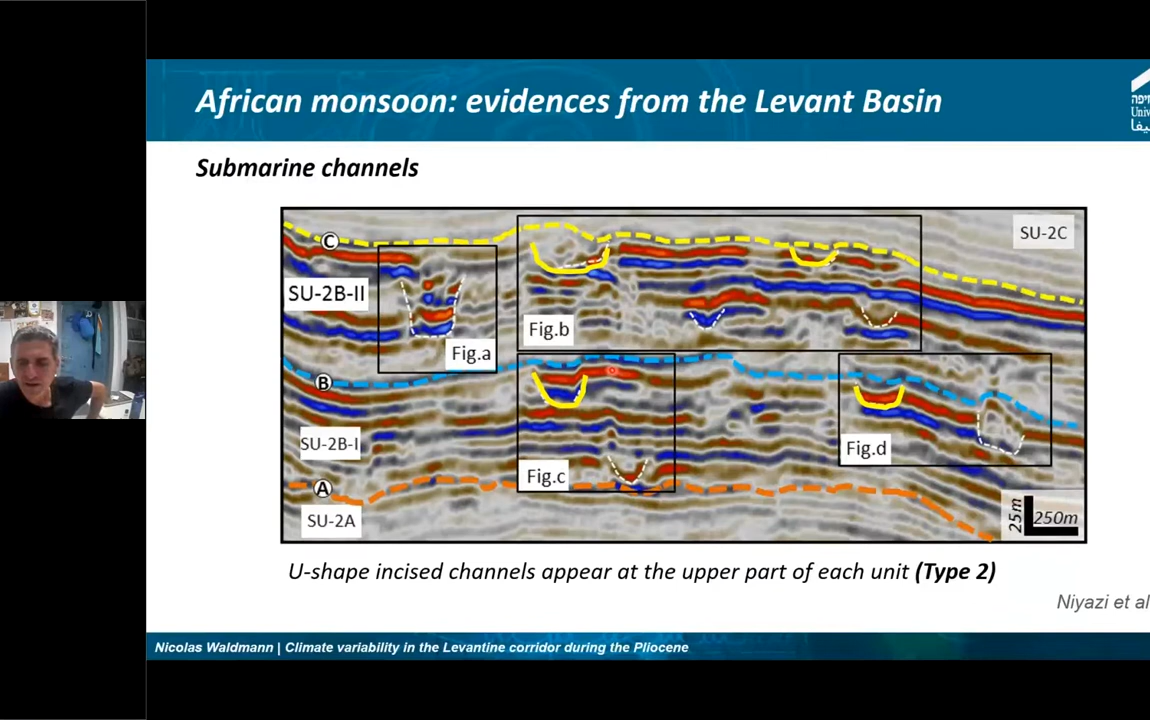 African monsoon: evidences from the Levant Basin
Submarine channels
C
SU-2C
SU-2B-II
Fig.b
Fig.a
B
SU-2B-I
Fig.d
Fig.c
A
SU-2A
25m
250m
U-shape incised channels appear at the upper part of each unit (Type 2)
Niyazi et al
Nicolas Waldmann | Climate variability in the Levantine corridor during the Pliocene